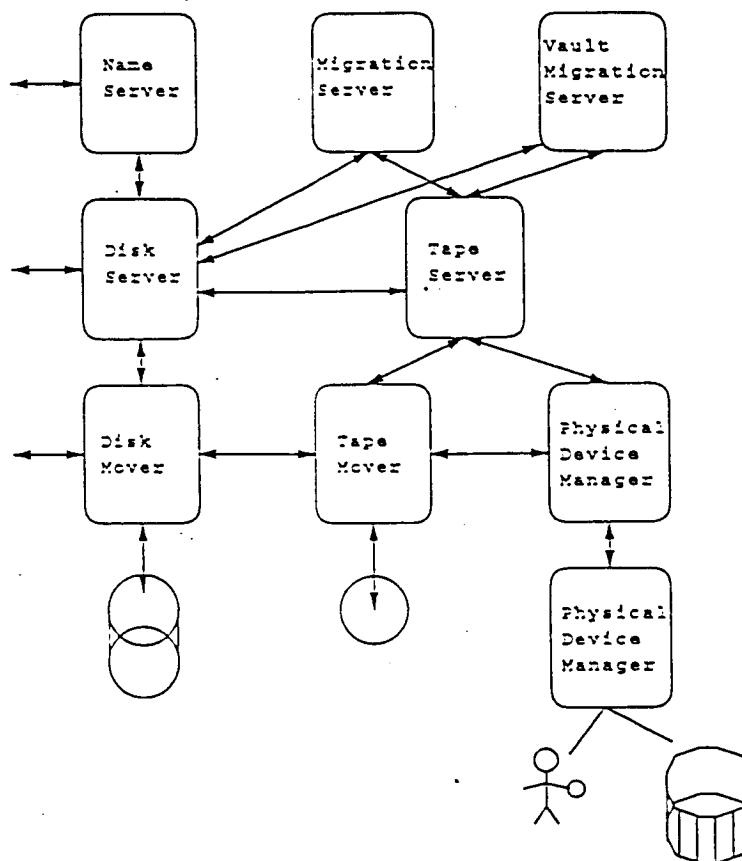 Name
Server
Migration
Server
Vault
Migration
Server
Disk
Server
Tape
Server
Disk
Mover
Tape
Mover
Physical
Device
Manager
Physical
Device
Manager